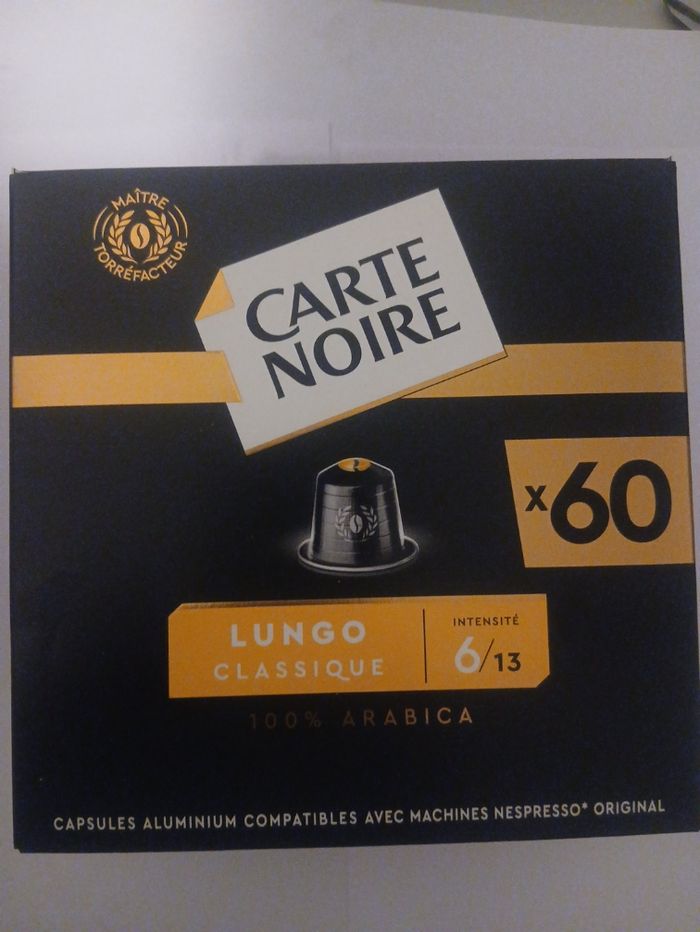 MAÎTRE
TORRÉFACTEUR
CARTE
NOIRE
x60
LUNGO
CLASSIQUE
INTENSITÉ
6/13
100% ARABICA
CAPSULES ALUMINIUM COMPATIBLES AVEC MACHINES NESPRESSO* ORIGINAL